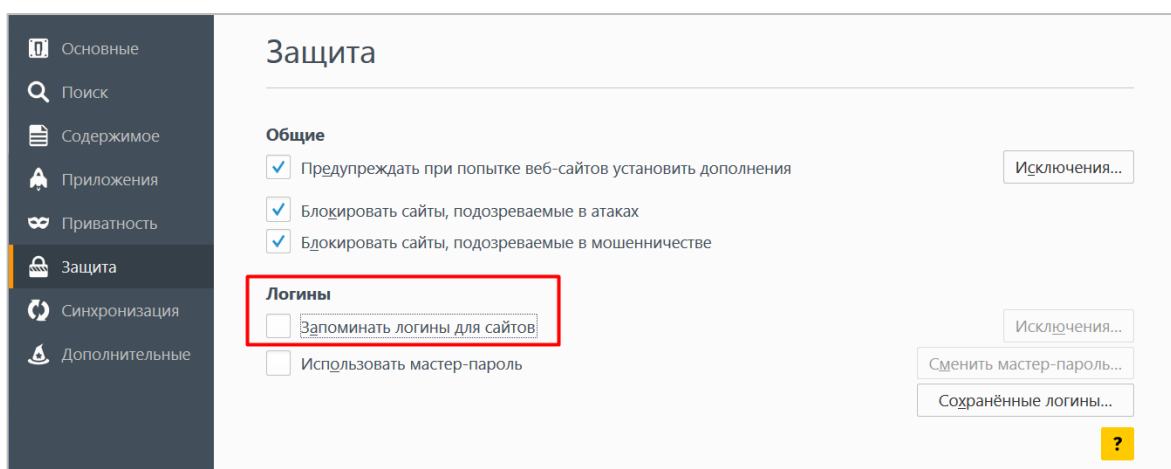 Основные
Поиск
Содержимое
Приложения
Приватность
Защита
Синхронизация
Дополнительные
Защита
Общие
Предупреждать при попытке веб-сайтов установить дополнения
Исключения...
Блокировать сайты, подозреваемые в атаках
Блокировать сайты, подозреваемые в мошенничестве
Логины
Запоминать логины для сайтов
Исключения...
Использовать мастер-пароль
Сменить мастер-пароль...
Сохранённые логины...
?